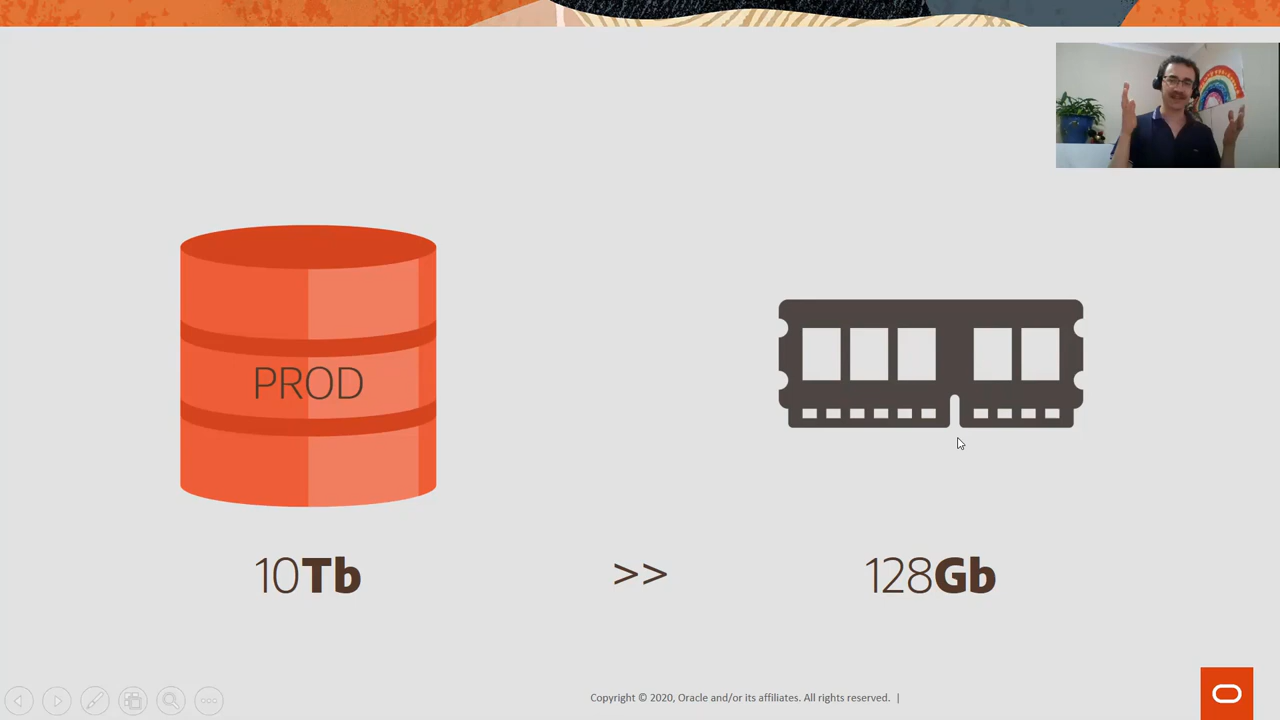 PROD
10Tb
>>
128Gb
Copyright © 2020, Oracle and/or its affiliates. All rights reserved. |